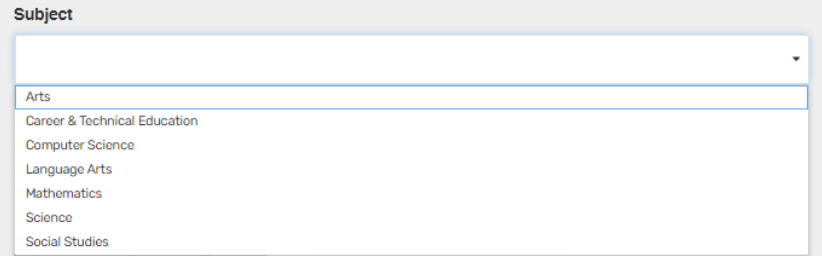 Subject
Arts
Career & Technical Education
Computer Science
Language Arts
Mathematics
Science
Social Studies